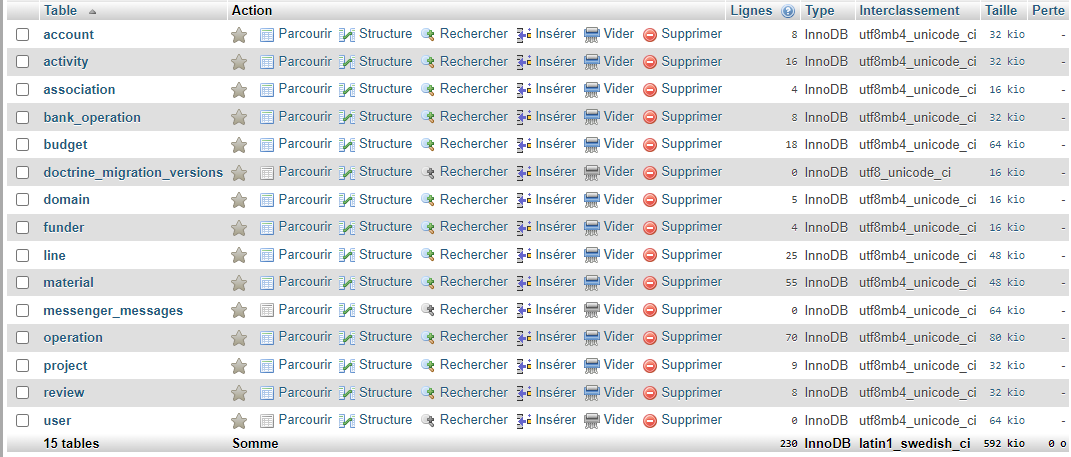 Table Action Lignes Type Interclassement Taille Perte
account Parcourir Structure Rechercher Insérer Vider Supprimer 8 InnoDB utf8mb4_unicode_ci 32 kio -
activity Parcourir Structure Rechercher Insérer Vider Supprimer 16 InnoDB utf8mb4_unicode_ci 32 kio -
association Parcourir Structure Rechercher Insérer Vider Supprimer 4 InnoDB utf8mb4_unicode_ci 16 kio -
bank_operation Parcourir Structure Rechercher Insérer Vider Supprimer 8 InnoDB utf8mb4_unicode_ci 32 kio -
budget Parcourir Structure Rechercher Insérer Vider Supprimer 18 InnoDB utf8mb4_unicode_ci 64 kio -
doctrine_migration_versions Parcourir Structure Rechercher Insérer Vider Supprimer 0 InnoDB utf8_unicode_ci 16 kio -
domain Parcourir Structure Rechercher Insérer Vider Supprimer 5 InnoDB utf8mb4_unicode_ci 16 kio -
funder Parcourir Structure Rechercher Insérer Vider Supprimer 4 InnoDB utf8mb4_unicode_ci 16 kio -
line Parcourir Structure Rechercher Insérer Vider Supprimer 25 InnoDB utf8mb4_unicode_ci 48 kio -
material Parcourir Structure Rechercher Insérer Vider Supprimer 55 InnoDB utf8mb4_unicode_ci 48 kio -
messenger_messages Parcourir Structure Rechercher Insérer Vider Supprimer 0 InnoDB utf8mb4_unicode_ci 64 kio -
operation Parcourir Structure Rechercher Insérer Vider Supprimer 70 InnoDB utf8mb4_unicode_ci 80 kio -
project Parcourir Structure Rechercher Insérer Vider Supprimer 9 InnoDB utf8mb4_unicode_ci 32 kio -
review Parcourir Structure Rechercher Insérer Vider Supprimer 8 InnoDB utf8mb4_unicode_ci 32 kio -
user Parcourir Structure Rechercher Insérer Vider Supprimer 0 InnoDB utf8mb4_unicode_ci 64 kio -
15 tables Somme 230 InnoDB latin1_swedish_ci 592 kio 0 o